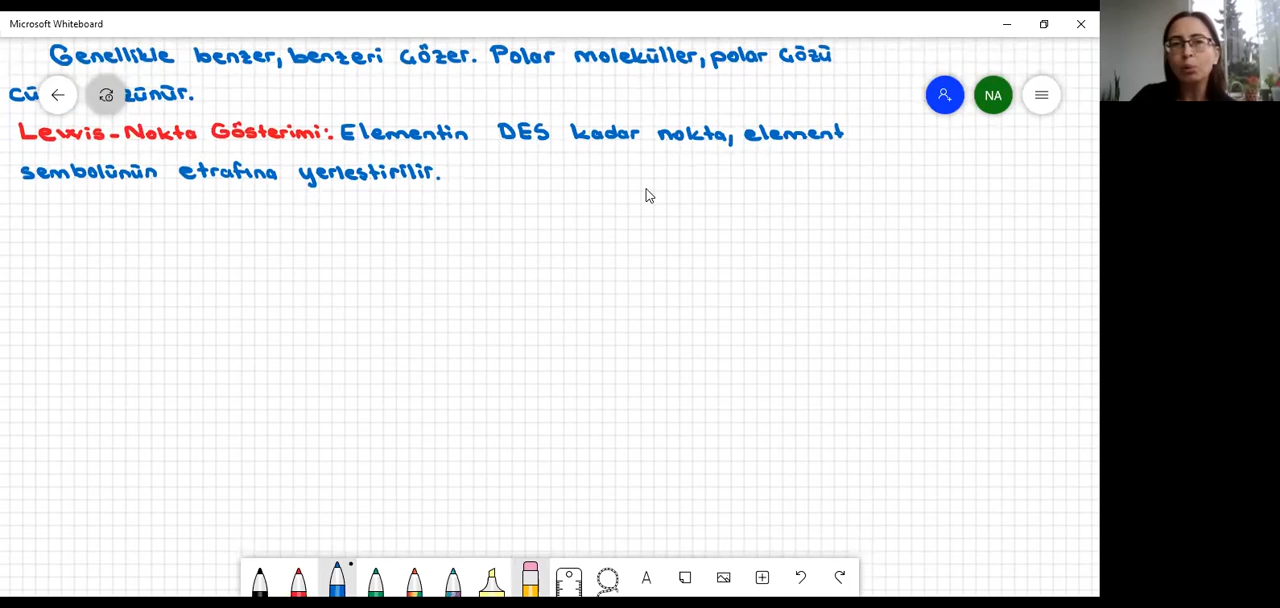 Microsoft Whiteboard
Genellikle benzer, benzeri çözer. Polar moleküller, polar çözü
NA
Lewis-Nokta Gösterimi: Elementin DES kadar nokta, element
sembolünün etrafına yerleştirilir.
A